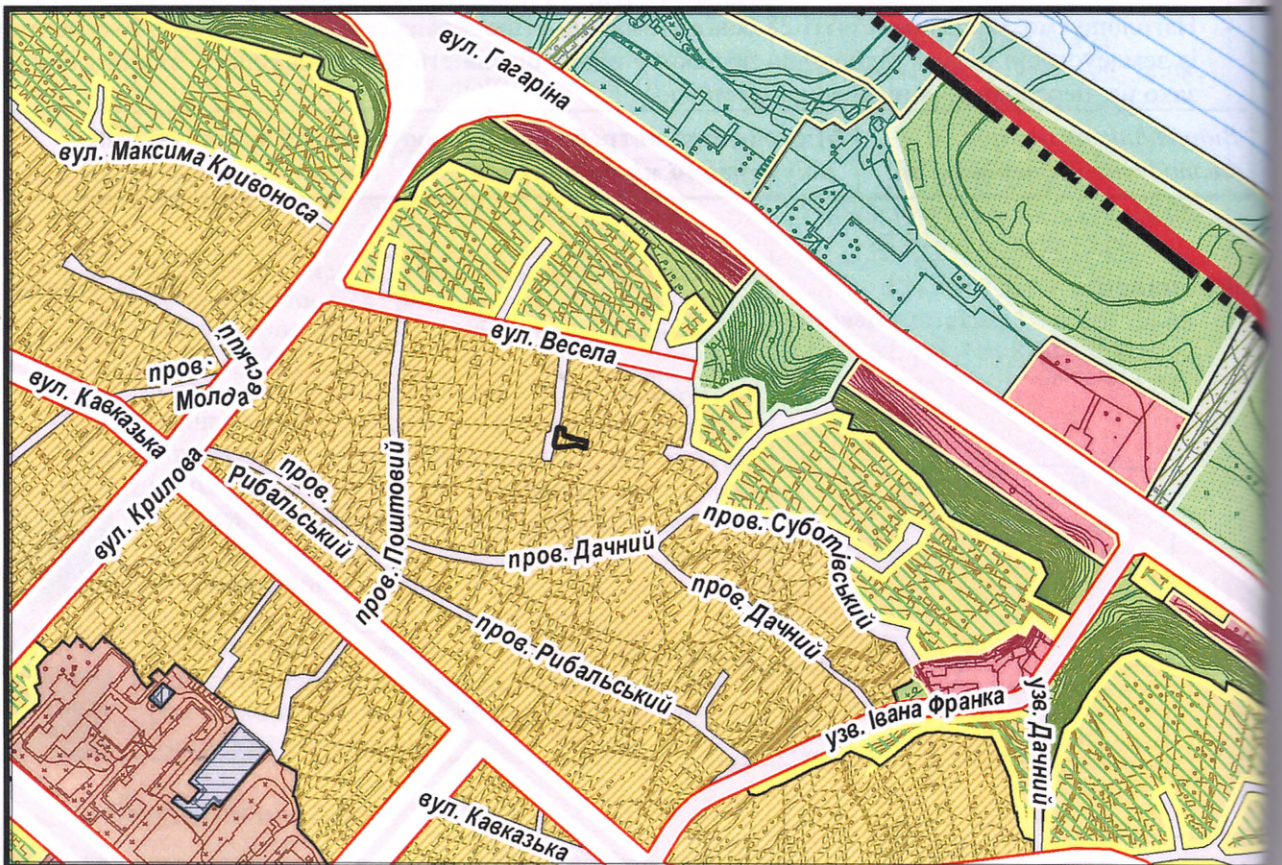 вул. Гагаріна
вул. Максима Кривоноса
вул. Весела
пров. Молдавський
вул. Кавказька
вул. Крилова
пров. Рибальський
пров. Поштовий
пров. Дачний
пров. Суботівський
пров. Дачний
пров. Рибальський
узв. Івана Франка
узв. Дачний
вул. Кавказька